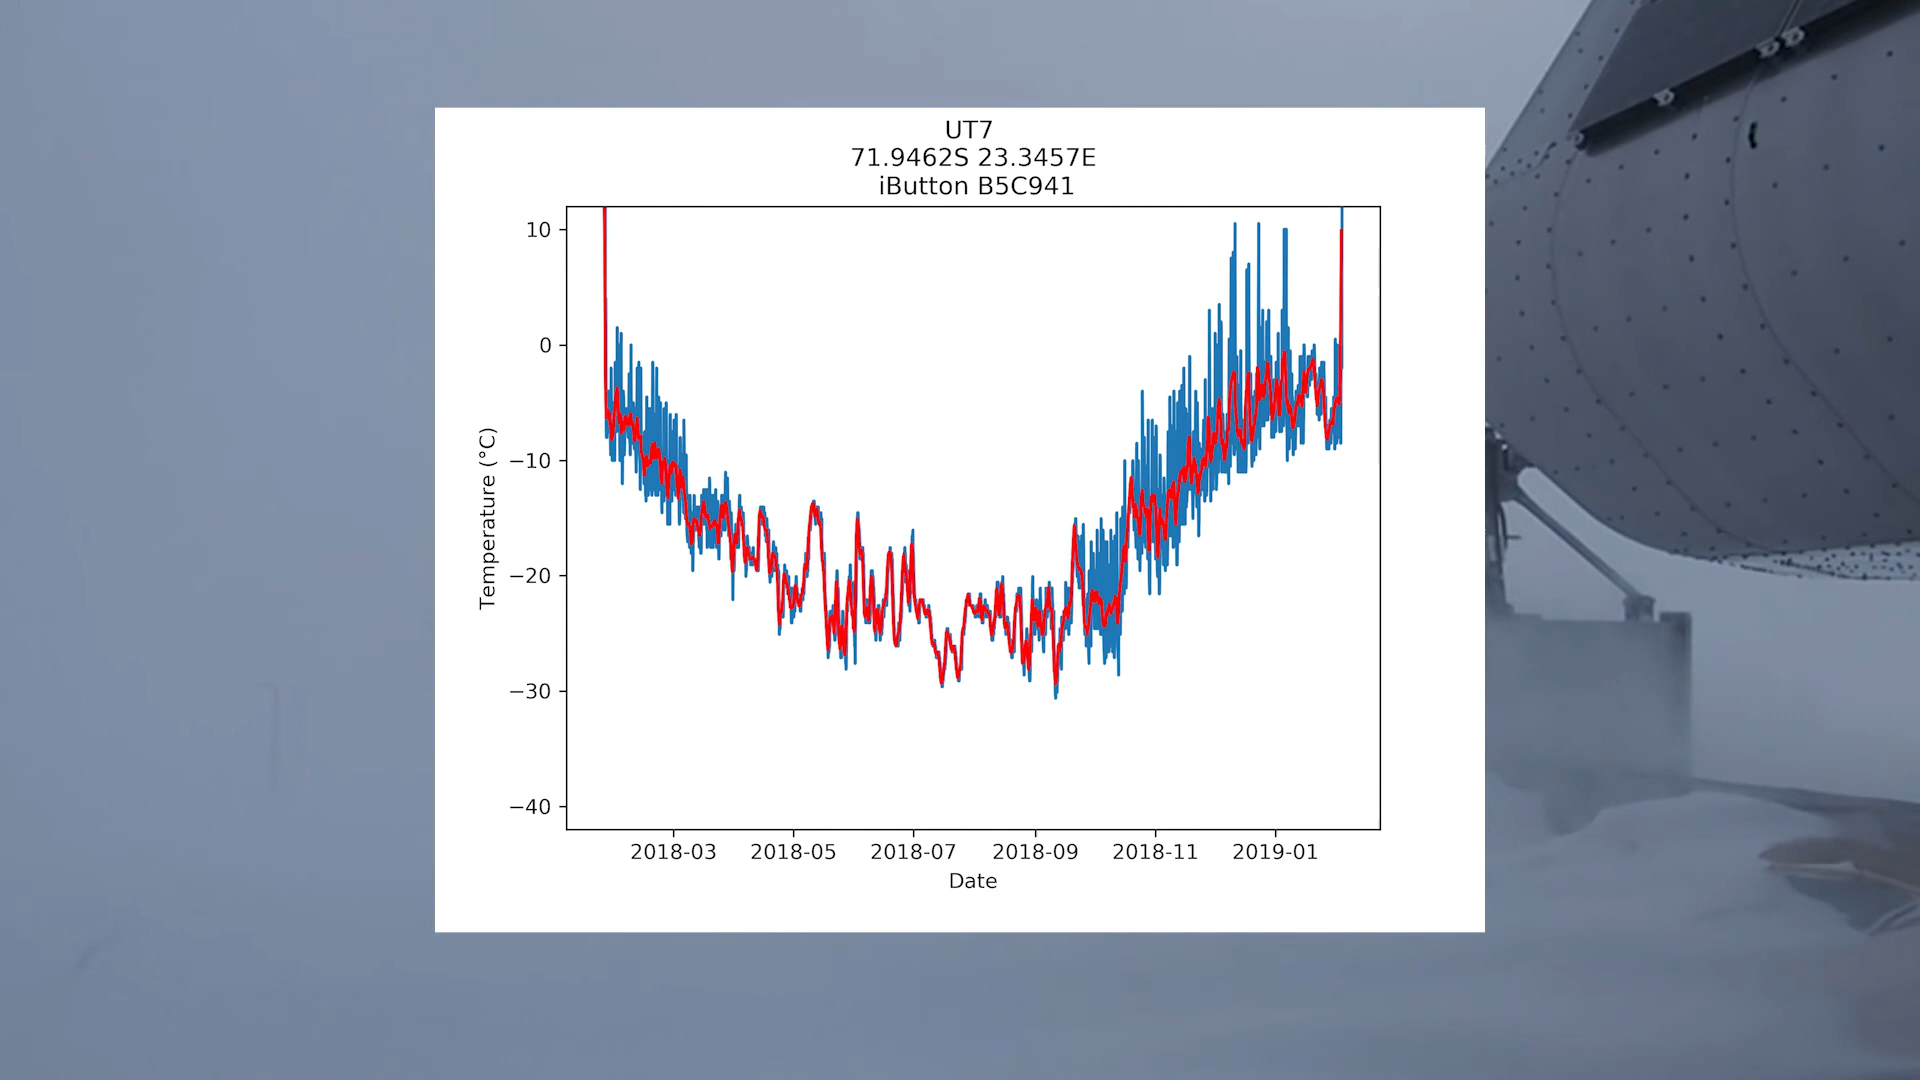 UT7
71.9462S 23.3457E
iButton B5C941
10
0
−10
−20
−30
−40
Temperature (°C)
2018-03 2018-05 2018-07 2018-09 2018-11 2019-01
Date